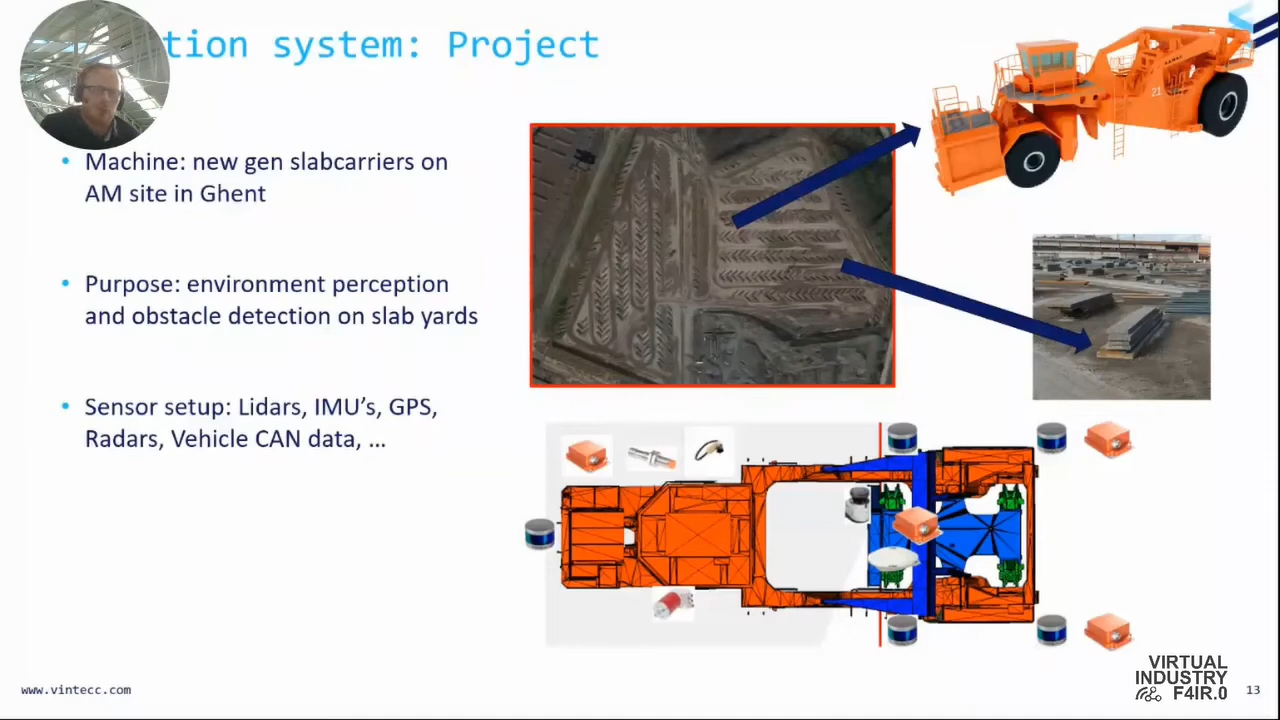 tion system: Project
• Machine: new gen slabcarriers on
AM site in Ghent
• Purpose: environment perception
and obstacle detection on slab yards
• Sensor setup: Lidars, IMU’s, GPS,
Radars, Vehicle CAN data, …
21
www.vintecc.com
VIRTUAL
INDUSTRY
F4IR.0
13